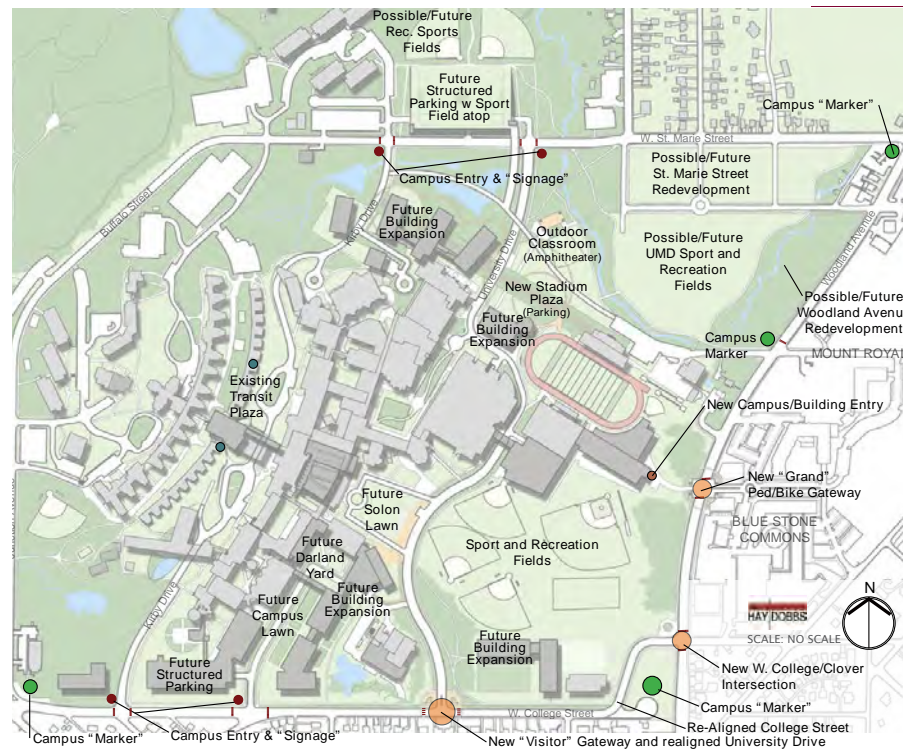 Possible/Future
Rec. Sports
Fields
Future
Structured
Parking w Sport
Field atop
Campus "Marker"
W. St. Marie Street
Campus Entry & "Signage"
Possible/Future
St. Marie Street
Redevelopment
Buffalo Street
Kirby Drive
Future
Building
Expansion
University Drive
Outdoor
Classroom
(Amphitheater)
Possible/Future
UMD Sport and
Recreation
Fields
Woodland Avenue
New Stadium
Plaza
(Parking)
Future
Building
Expansion
Possible/Future
Woodland Avenu
Redevelopment
Campus
Marker
MOUNT ROYAL
Existing
Transit
Plaza
New Campus/Building Entry
New "Grand"
Ped/Bike Gateway
Future
Solon
Lawn
BLUE STONE
COMMONS
Sport and Recreation
Fields
Future
Darland
Yard
Future
Building
Expansion
Future
Campus
Lawn
Kirby Drive
HAY DOBBS
N
SCALE: NO SCALE
Future
Building
Expansion
Future
Structured
Parking
New W. College/Clover
Intersection
W. College Street
Campus "Marker"
Re-Aligned College Street
Campus "Marker"
Campus Entry & "Signage"
New "Visitor" Gateway and realigned University Drive